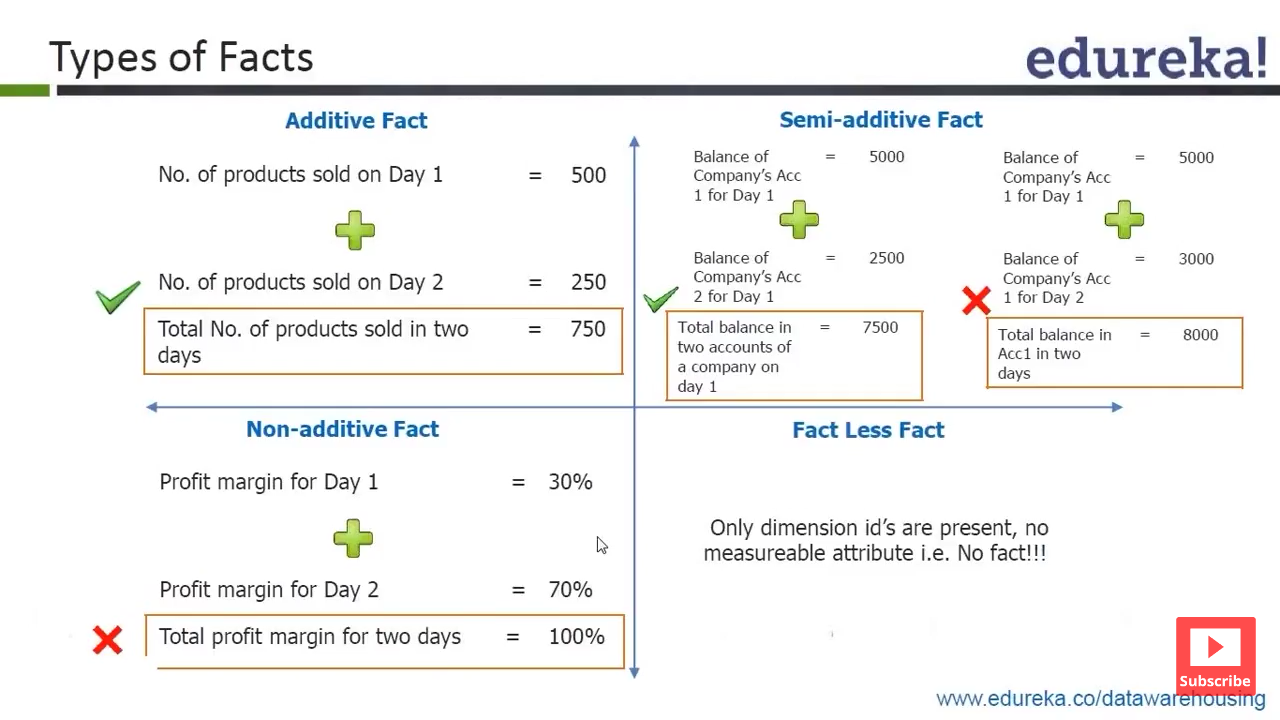 Types of Facts
edureka!
Additive Fact
No. of products sold on Day 1 = 500
No. of products sold on Day 2 = 250
Total No. of products sold in two = 750
days
Semi-additive Fact
Balance of = 5000
Company's Acc
1 for Day 1
Balance of = 2500
Company's Acc
2 for Day 1
Total balance in = 7500
two accounts of
a company on
day 1
Balance of = 5000
Company's Acc
1 for Day 1
Balance of = 3000
Company's Acc
1 for Day 2
Total balance in = 8000
Acc1 in two
days
Non-additive Fact
Profit margin for Day 1 = 30%
Profit margin for Day 2 = 70%
Total profit margin for two days = 100%
Fact Less Fact
Only dimension id's are present, no
measureable attribute i.e. No fact!!!
Subscribe
www.edureka.co/datawarehousing